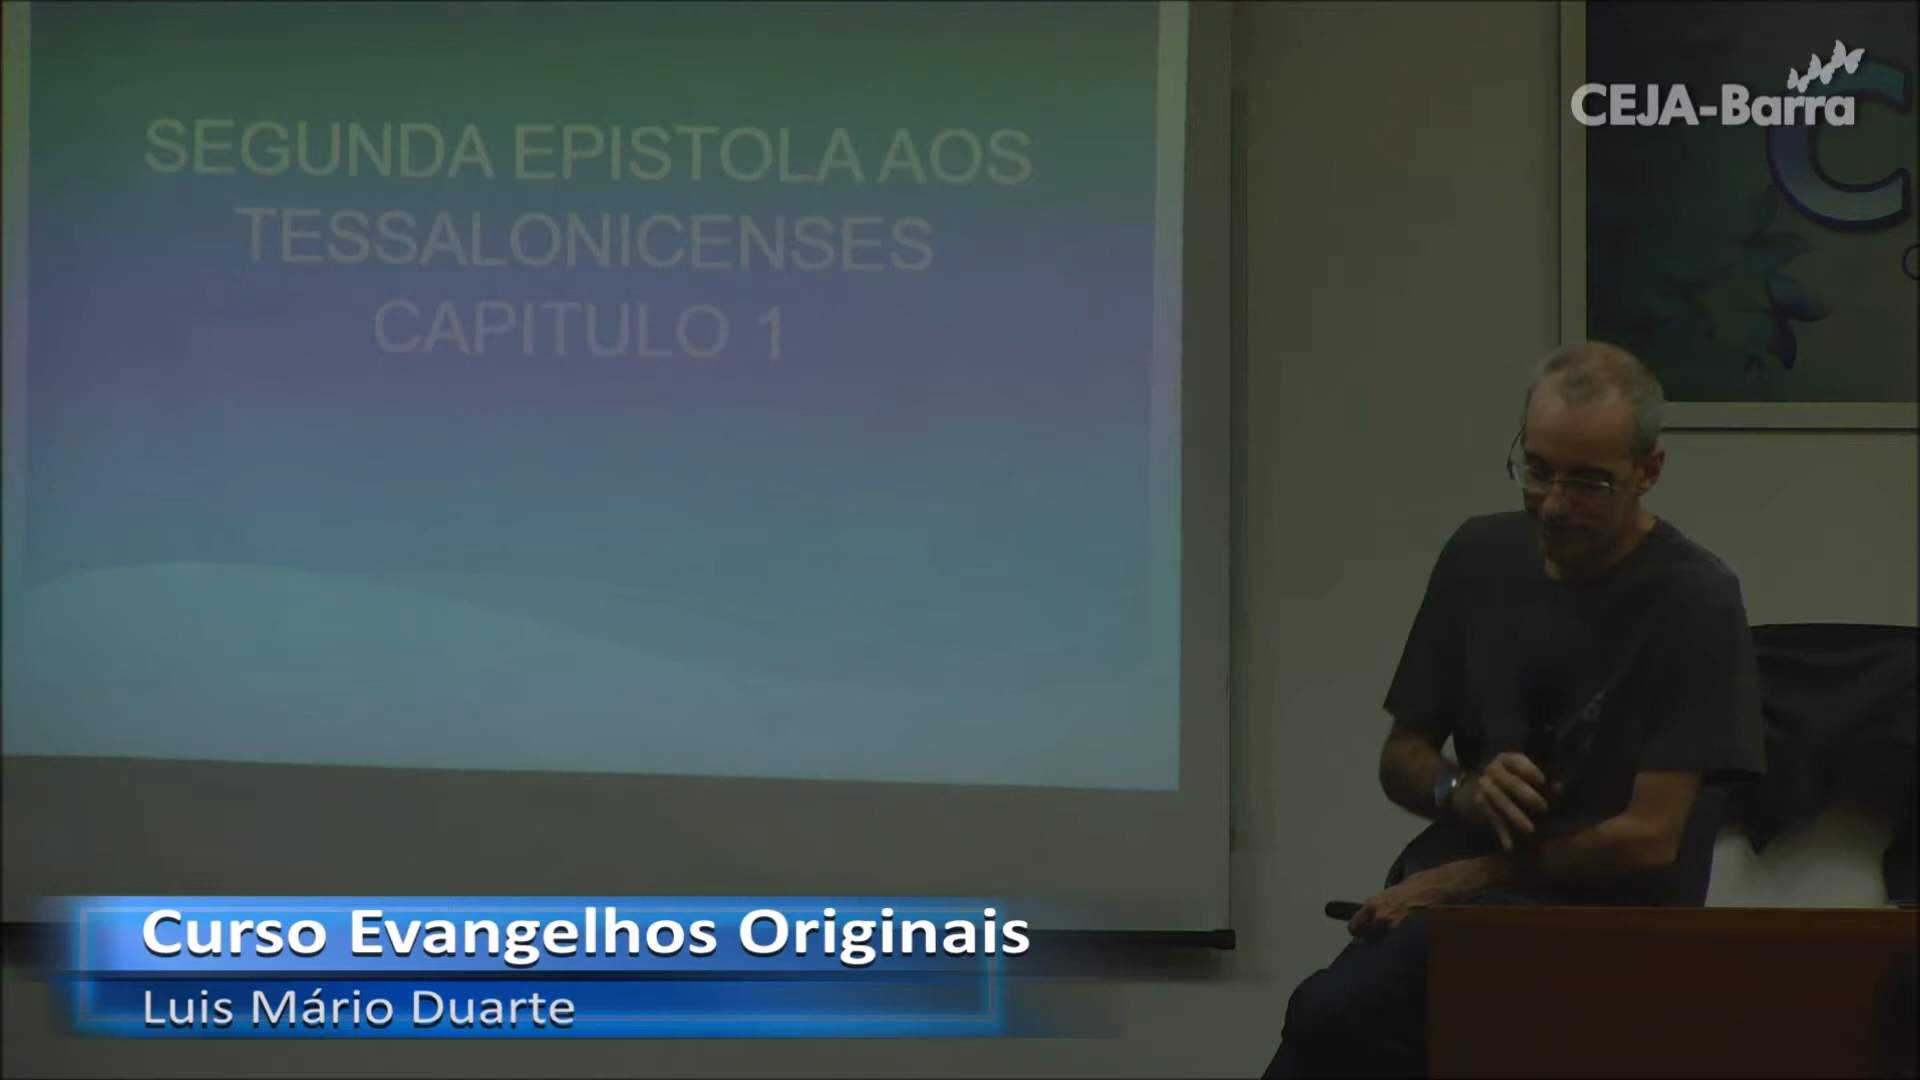 CEJA-Barra
SEGUNDA EPISTOLA AOS
TESSALONICENSES
CAPITULO 1
Curso Evangelhos Originais
Luis Mário Duarte